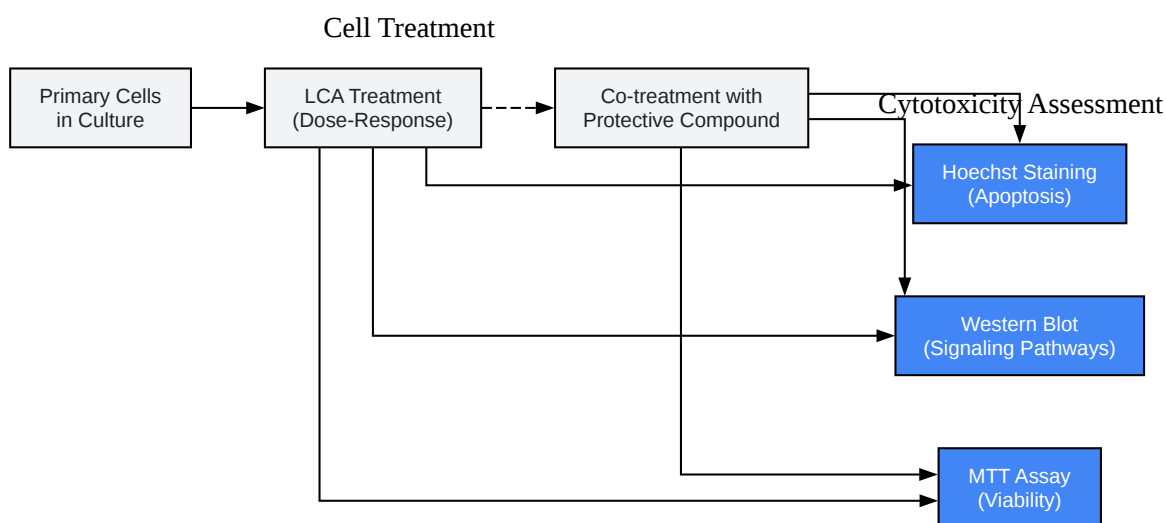 Cell Treatment
Primary Cells
in Culture
LCA Treatment
(Dose-Response)
Co-treatment with
Protective Compound
Cytotoxicity Assessment
Hoechst Staining
(Apoptosis)
Western Blot
(Signaling Pathways)
MTT Assay
(Viability)